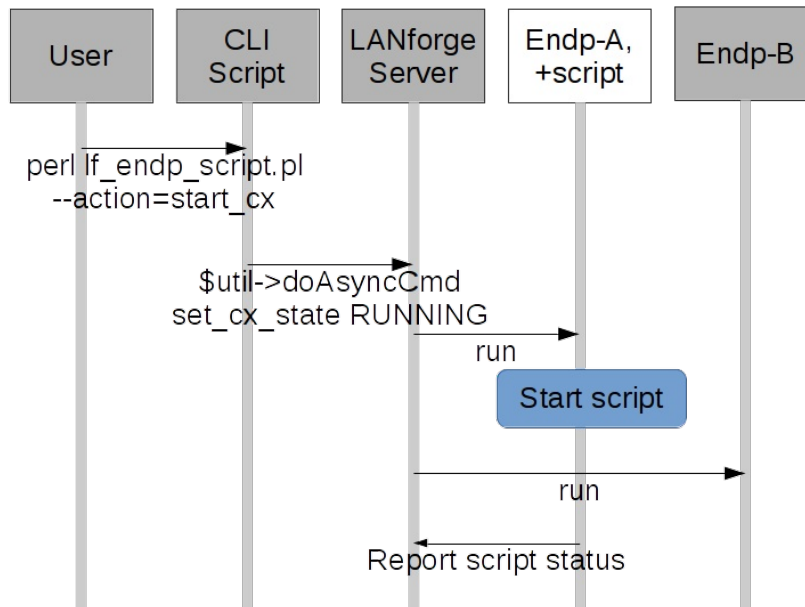 User
CLI
Script
LANforge
Server
Endp-A,
+script
Endp-B
perl lf_endp_script.pl
--action=start_cx
$util->doAsyncCmd
set_cx_state RUNNING
run
Start script
run
Report script status